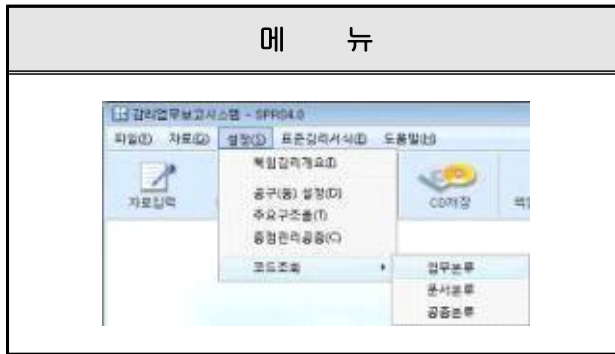 메 뉴
감리업무보고시스템 - SPRS4.0
파일(F) 자료(G) 설정(S) 표준감리서식(E) 도움말(H)
책임감리개요(I)
자료입력
공구(동) 설정(D)
CD저장
주요구조물(T)
중점관리공종(C)
코드조회
업무분류
문서분류
공종분류